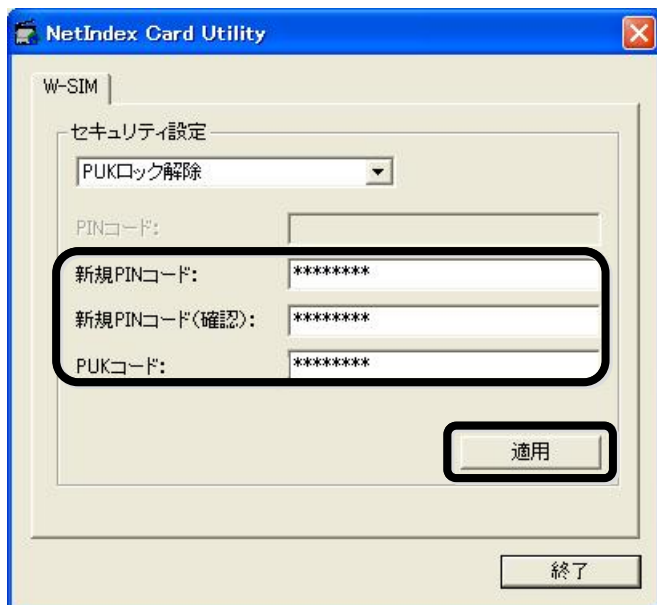 NetIndex Card Utility
W-SIM
セキュリティ設定
PUKロック解除
PINコード:
新規PINコード: ********
新規PINコード(確認): ********
PUKコード: ********
適用
終了